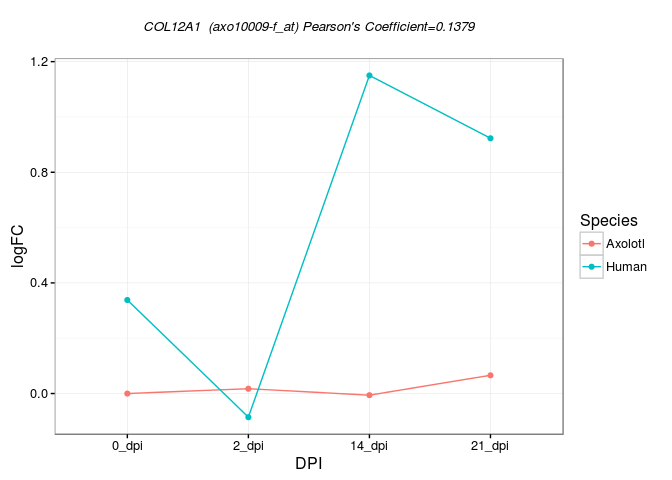 COL12A1  (axo10009-f_at) Pearson's Coefficient=0.1379
1.2
0.8
0.4
0.0
logFC
0_dpi 2_dpi 14_dpi 21_dpi
DPI
Species
Axolotl
Human